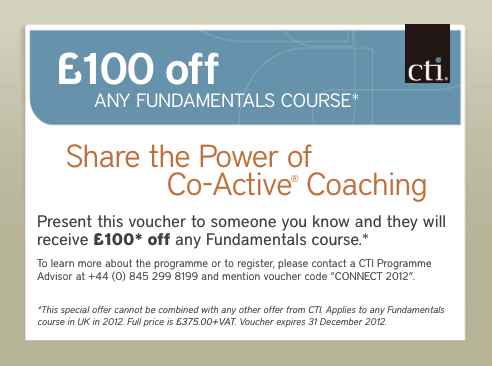 £100 off
ANY FUNDAMENTALS COURSE*
cti®
Share the Power of
Co-Active® Coaching
Present this voucher to someone you know and they will
receive £100* off any Fundamentals course.*
To learn more about the programme or to register, please contact a CTI Programme
Advisor at +44 (0) 845 299 8199 and mention voucher code “CONNECT 2012”.
*This special offer cannot be combined with any other offer from CTI. Applies to any Fundamentals
course in UK in 2012. Full price is £375.00+VAT. Voucher expires 31 December 2012.